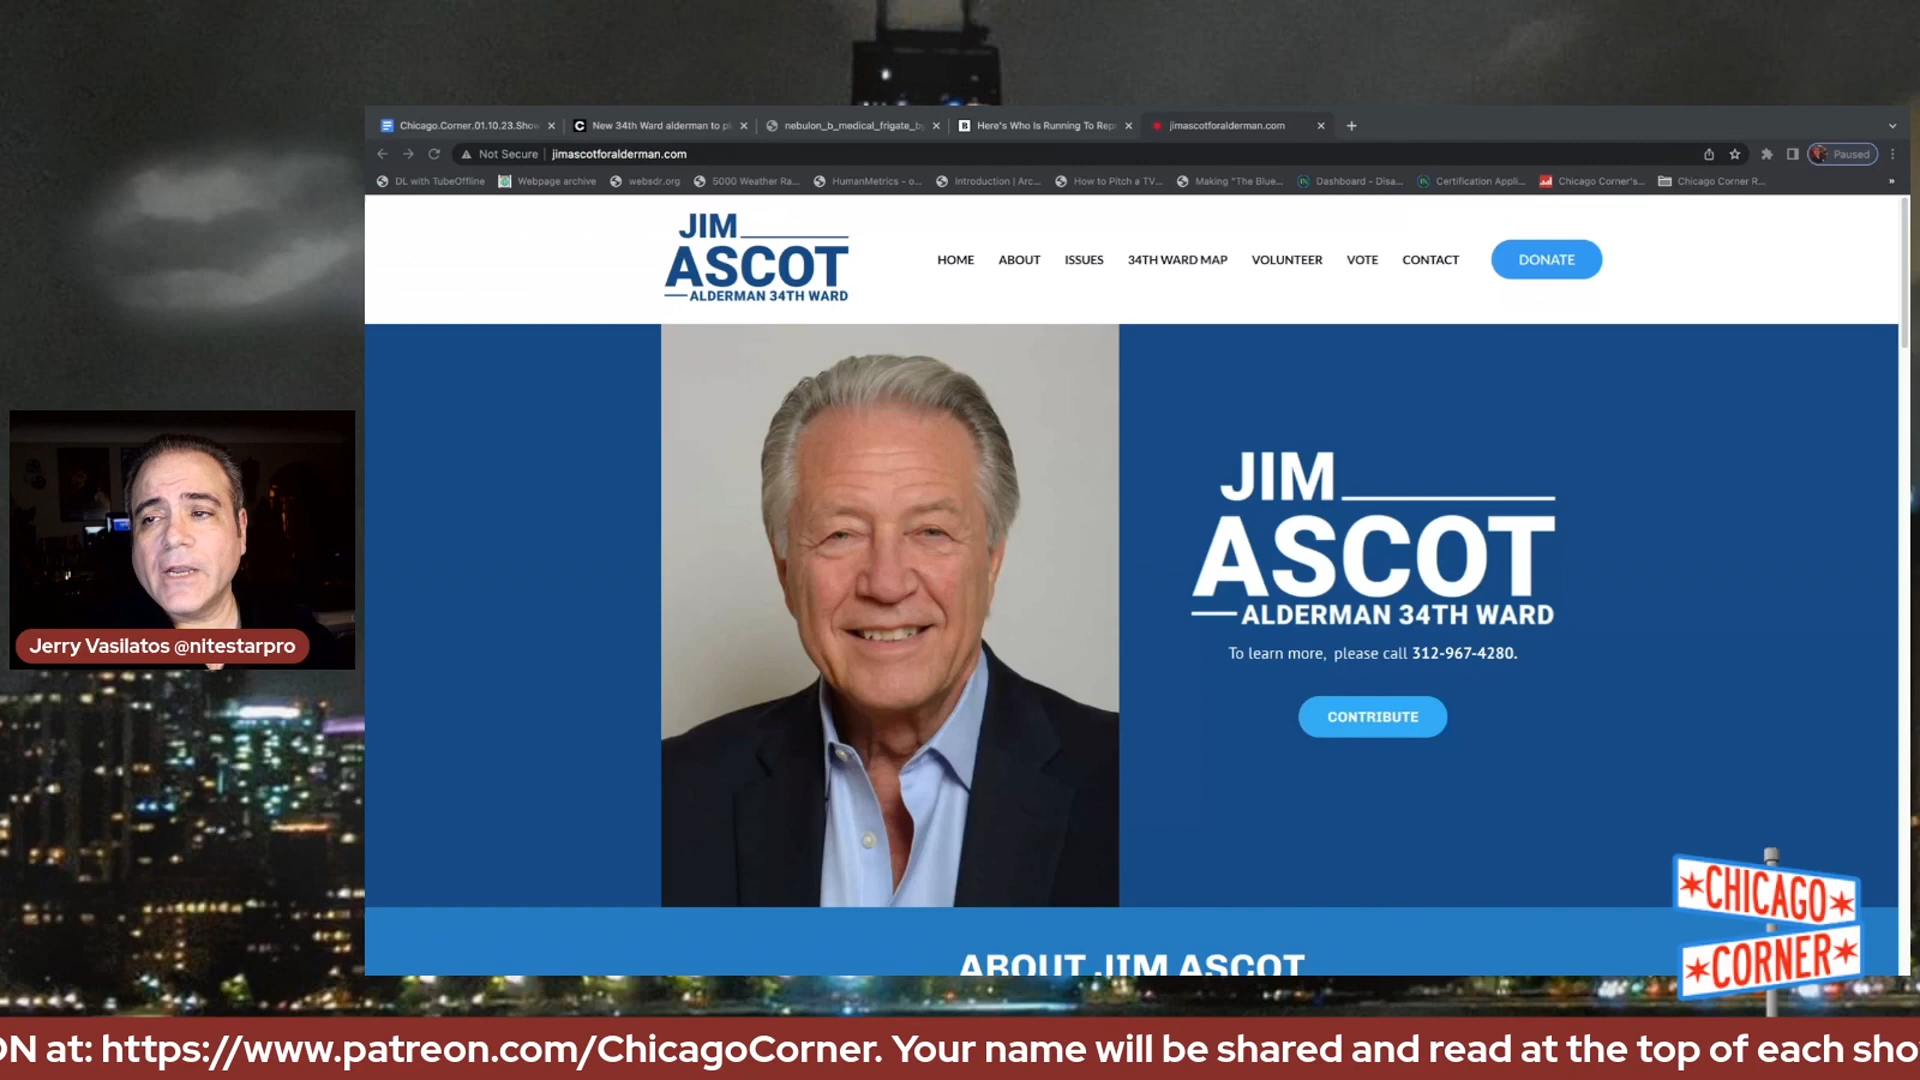 Chicago.Corner.01.10.23.Show
New 34th Ward alderman to pl
nebulon_b_medical_frigate_b
Here's Who Is Running To Rep
jimascotforalderman.com
Not Secure
jimascotforalderman.com
Paused
DL with TubeOffline
Webpage archive
websdr.org
5000 Weather Ra...
HumanMetrics - o...
Introduction | Arc...
How to Pitch a TV...
Making "The Blue...
Dashboard - Disa...
Certification Appli...
Chicago Corner's...
Chicago Corner R...
JIM
ASCOT
ALDERMAN 34TH WARD
HOME
ABOUT
ISSUES
34TH WARD MAP
VOLUNTEER
VOTE
CONTACT
DONATE
JIM
ASCOT
ALDERMAN 34TH WARD
To learn more, please call 312-967-4280.
CONTRIBUTE
Jerry Vasilatos @nitestarpro
ABOUT JIM ASCOT
CHICAGO
CORNER
ON at: https://www.patreon.com/ChicagoCorner. Your name will be shared and read at the top of each sho